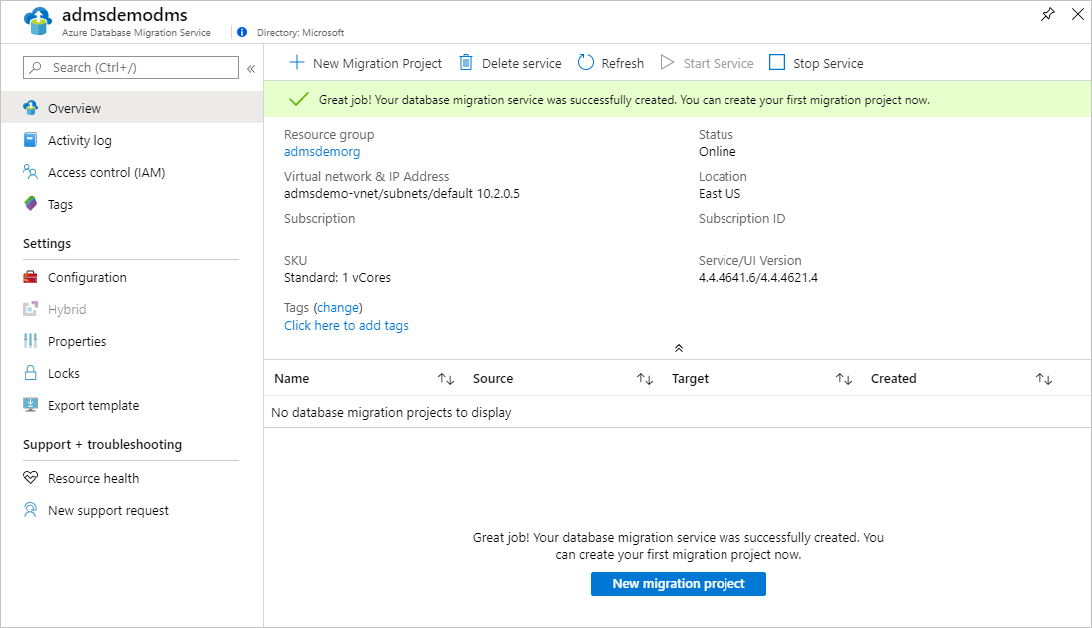 admsdemodms
Azure Database Migration Service
Directory: Microsoft
Search (Ctrl+/)
Overview
Activity log
Access control (IAM)
Tags
Settings
Configuration
Hybrid
Properties
Locks
Export template
Support + troubleshooting
Resource health
New support request
New Migration Project Delete service Refresh Start Service Stop Service
Great job! Your database migration service was successfully created. You can create your first migration project now.
Resource group
admsdemorg
Status
Online
Virtual network & IP Address
admsdemo-vnet/subnets/default 10.2.0.5
Location
East US
Subscription
Subscription ID
SKU
Standard: 1 vCores
Service/UI Version
4.4.4641.6/4.4.4621.4
Tags (change)
Click here to add tags
Name Source Target Created
No database migration projects to display
Great job! Your database migration service was successfully created. You
can create your first migration project now.
New migration project